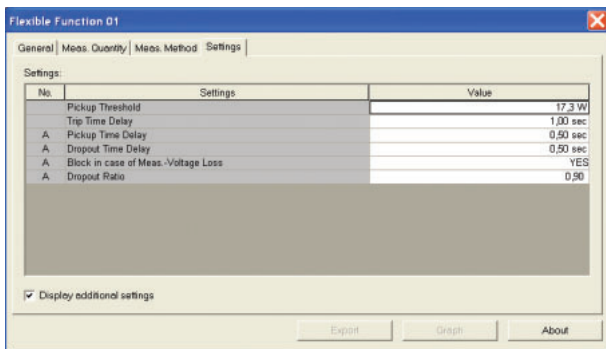 Flexible Function 01
General Meas. Quantity Meas. Method Settings
Settings:
No. Settings Value
Pickup Threshold 17,3 W
Trip Time Delay 1,00 sec
A Pickup Time Delay 0,50 sec
A Dropout Time Delay 0,50 sec
A Block in case of Meas.-Voltage Loss YES
A Dropout Ratio 0,90
Display additional settings
Export Graph About